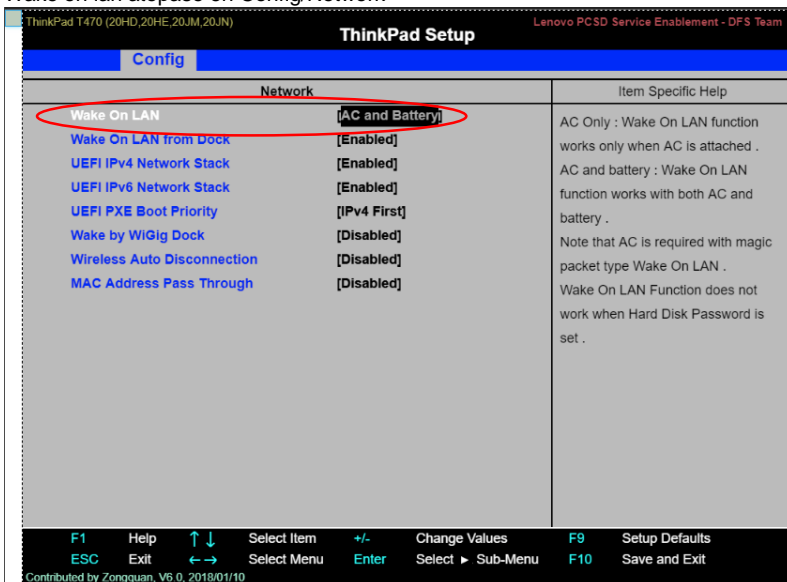 Wake on lan
Config/Network
ThinkPad T470 (20HD,20HE,20JM,20JN)
ThinkPad Setup
Lenovo PCSD Service Enablement - DFS Team
Config
Network
Item Specific Help
Wake On LAN [AC and Battery]
Wake On LAN from Dock [Enabled]
UEFI IPv4 Network Stack [Enabled]
UEFI IPv6 Network Stack [Enabled]
UEFI PXE Boot Priority [IPv4 First]
Wake by WiGig Dock [Disabled]
Wireless Auto Disconnection [Disabled]
MAC Address Pass Through [Disabled]
AC Only : Wake On LAN function
works only when AC is attached .
AC and battery : Wake On LAN
function works with both AC and
battery .
Note that AC is required with magic
packet type Wake On LAN .
Wake On LAN Function does not
work when Hard Disk Password is
set .
F1 Help ↑↓ Select Item +/- Change Values F9 Setup Defaults
ESC Exit ←→ Select Menu Enter Select ► Sub-Menu F10 Save and Exit
Contributed by Zongquan, V6.0, 2018/01/10